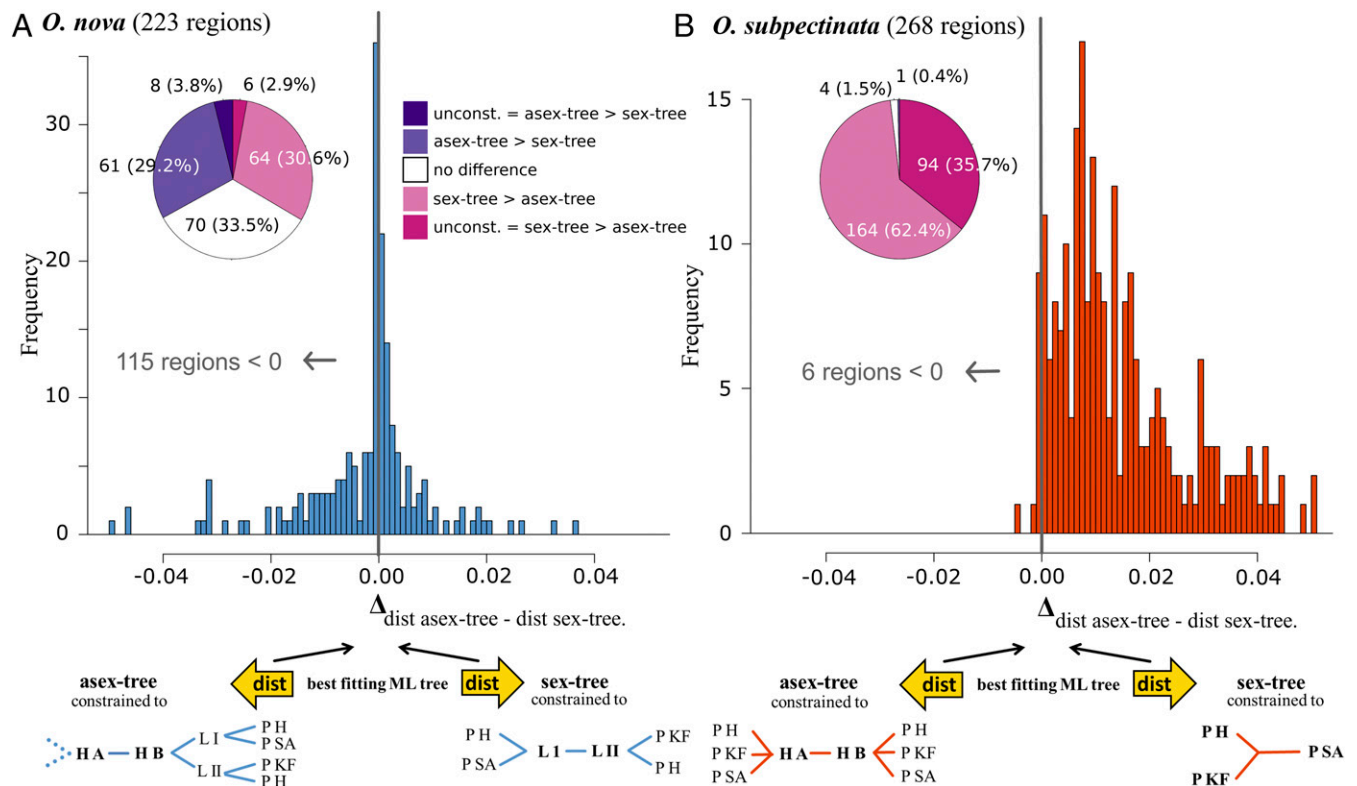 A O. nova (223 regions)
8 (3.8%)
6 (2.9%)
61 (29.2%)
64 (30.6%)
70 (33.5%)
unconst. = asex-tree > sex-tree
asex-tree > sex-tree
no difference
sex-tree > asex-tree
unconst. = sex-tree > asex-tree
Frequency
30
20
10
0
115 regions < 0 ←
-0.04 -0.02 0.00 0.02 0.04
Δ dist asex-tree - dist sex-tree.
asex-tree
constrained to
dist
best fitting ML tree
dist
sex-tree
constrained to
H A
H B
L I
L II
P H
P SA
P KF
P H
P H
P SA
L 1
L II
P KF
P H
B O. subpectinata (268 regions)
4 (1.5%)
1 (0.4%)
94 (35.7%)
164 (62.4%)
Frequency
15
10
5
0
6 regions < 0 ←
-0.04 -0.02 0.00 0.02 0.04
Δ dist asex-tree - dist sex-tree.
asex-tree
constrained to
dist
best fitting ML tree
dist
sex-tree
constrained to
P H
P KF
P SA
H A
H B
P H
P KF
P SA
P H
P KF
P SA